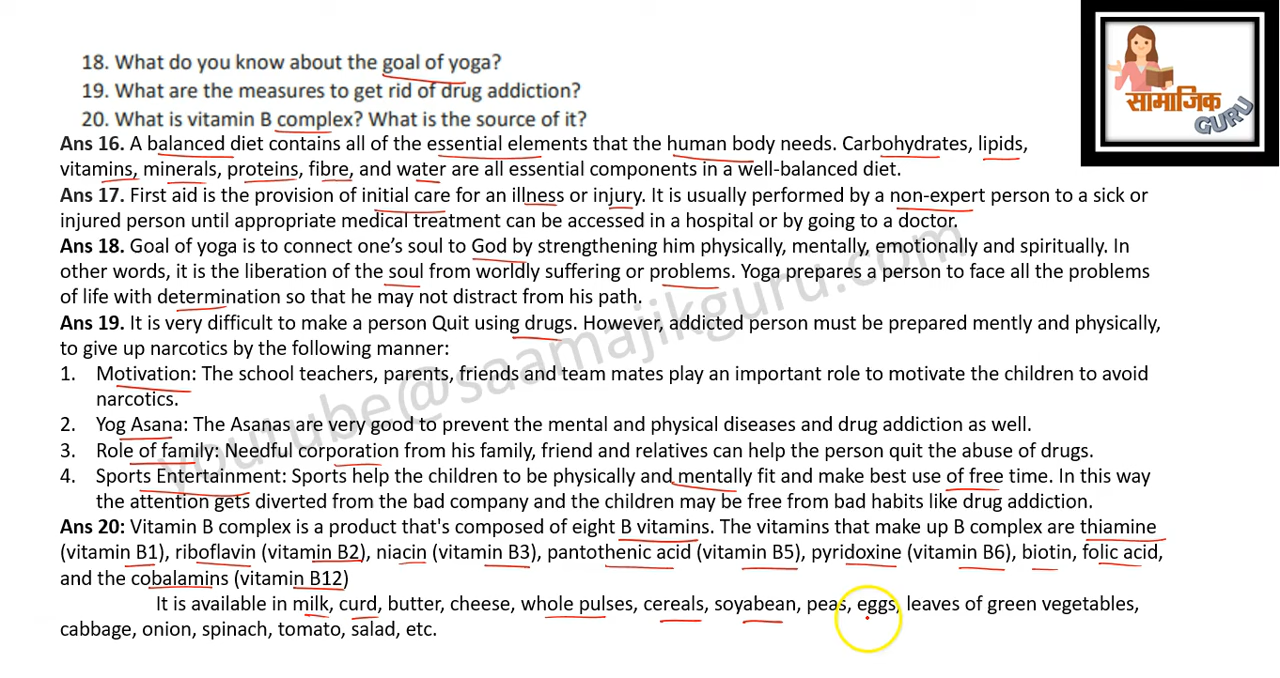 18. What do you know about the goal of yoga?
19. What are the measures to get rid of drug addiction?
20. What is vitamin B complex? What is the source of it?
सामाजिक
GURU
Ans 16. A balanced diet contains all of the essential elements that the human body needs. Carbohydrates, lipids,
vitamins, minerals, proteins, fibre, and water are all essential components in a well-balanced diet.
Ans 17. First aid is the provision of initial care for an illness or injury. It is usually performed by a non-expert person to a sick or
injured person until appropriate medical treatment can be accessed in a hospital or by going to a doctor.
Ans 18. Goal of yoga is to connect one’s soul to God by strengthening him physically, mentally, emotionally and spiritually. In
other words, it is the liberation of the soul from worldly suffering or problems. Yoga prepares a person to face all the problems
of life with determination so that he may not distract from his path.
Ans 19. It is very difficult to make a person Quit using drugs. However, addicted person must be prepared mently and physically,
to give up narcotics by the following manner:
1. Motivation: The school teachers, parents, friends and team mates play an important role to motivate the children to avoid
narcotics.
2. Yog Asana: The Asanas are very good to prevent the mental and physical diseases and drug addiction as well.
3. Role of family: Needful corporation from his family, friend and relatives can help the person quit the abuse of drugs.
4. Sports Entertainment: Sports help the children to be physically and mentally fit and make best use of free time. In this way
the attention gets diverted from the bad company and the children may be free from bad habits like drug addiction.
Ans 20: Vitamin B complex is a product that's composed of eight B vitamins. The vitamins that make up B complex are thiamine
(vitamin B1), riboflavin (vitamin B2), niacin (vitamin B3), pantothenic acid (vitamin B5), pyridoxine (vitamin B6), biotin, folic acid,
and the cobalamins (vitamin B12)
It is available in milk, curd, butter, cheese, whole pulses, cereals, soyabean, peas, eggs, leaves of green vegetables,
cabbage, onion, spinach, tomato, salad, etc.
youtube@saamajikguru.com